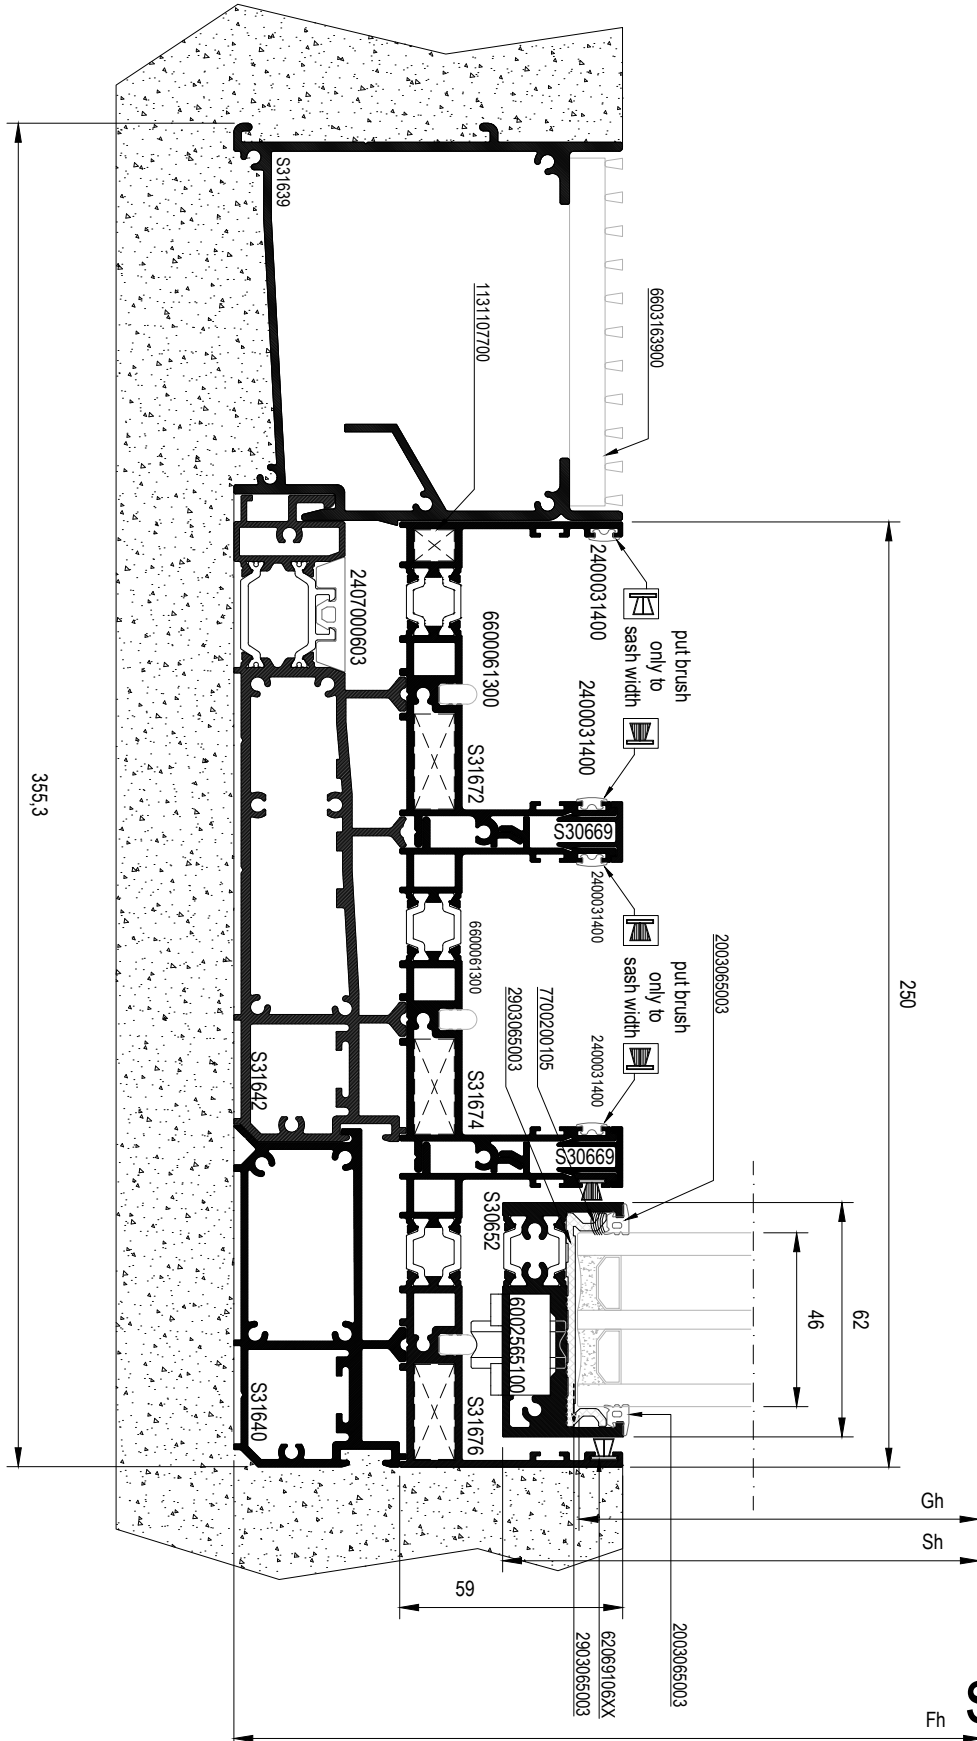 S31639
1131107700
6603163900
2400031400
put brush
only to
sash width
2400031400
2407000603
6600061300
S31672
S30669
2400031400
6600061300
put brush
only to
sash width
2003065003
7700200105
2903065003
2400031400
S31674
S31642
S30669
S30652
6002565100
S31676
S31640
250
62
46
355,3
59
Gh
Sh
Fh
2003065003
62069106XX
2903065003